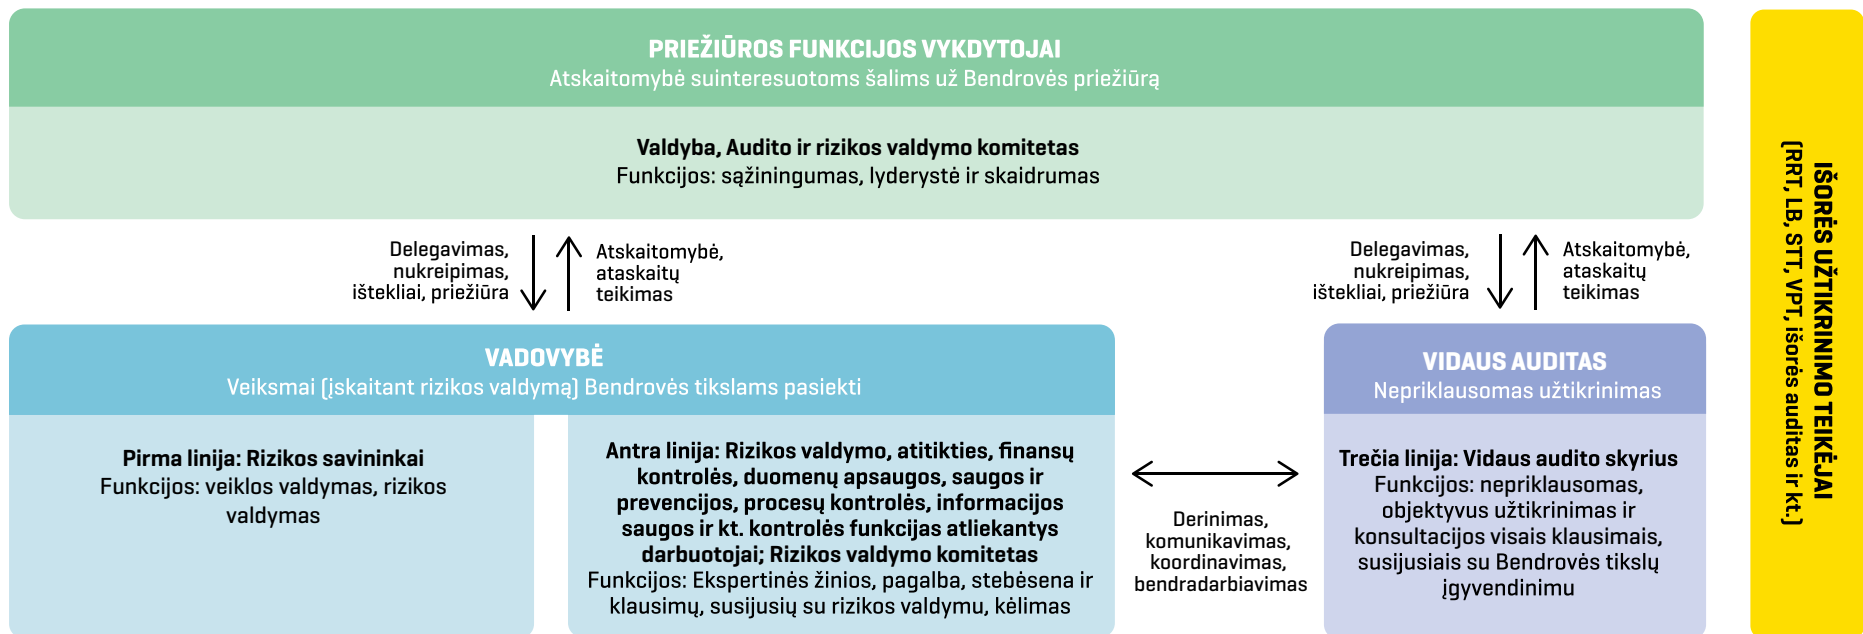 PRIEŽIŪROS FUNKCIJOS VYKDYTOJAI
Atskaitomybė suinteresuotoms šalims už Bendrovės priežiūrą
Valdyba, Audito ir rizikos valdymo komitetas
Funkcijos: sąžiningumas, lyderystė ir skaidrumas
Delegavimas,
nukreipimas,
ištekliai, priežiūra
Atskaitomybė,
ataskaitų
teikimas
Delegavimas,
nukreipimas,
ištekliai, priežiūra
Atskaitomybė,
ataskaitų
teikimas
VADOVYBĖ
Veiksmai (įskaitant rizikos valdymą) Bendrovės tikslams pasiekti
Pirma linija: Rizikos savininkai
Funkcijos: veiklos valdymas, rizikos
valdymas
Antra linija: Rizikos valdymo, atitikties, finansų
kontrolės, duomenų apsaugos, saugos ir
prevencijos, procesų kontrolės, informacijos
saugos ir kt. kontrolės funkcijas atliekantys
darbuotojai; Rizikos valdymo komitetas
Funkcijos: Ekspertinės žinios, pagalba, stebėsena ir
klausimų, susijusių su rizikos valdymu, kėlimas
Derinimas,
komunikavimas,
koordinavimas,
bendradarbiavimas
VIDAUS AUDITAS
Nepriklausomas užtikrinimas
Trečia linija: Vidaus audito skyrius
Funkcijos: nepriklausomas,
objektyvus užtikrinimas ir
konsultacijos visais klausimais,
susijusiais su Bendrovės tikslų
įgyvendinimu
IŠORĖS UŽTIKRINIMO TEIKĖJAI
(RRT, LB, STT, VPT, išorės auditas ir kt.)